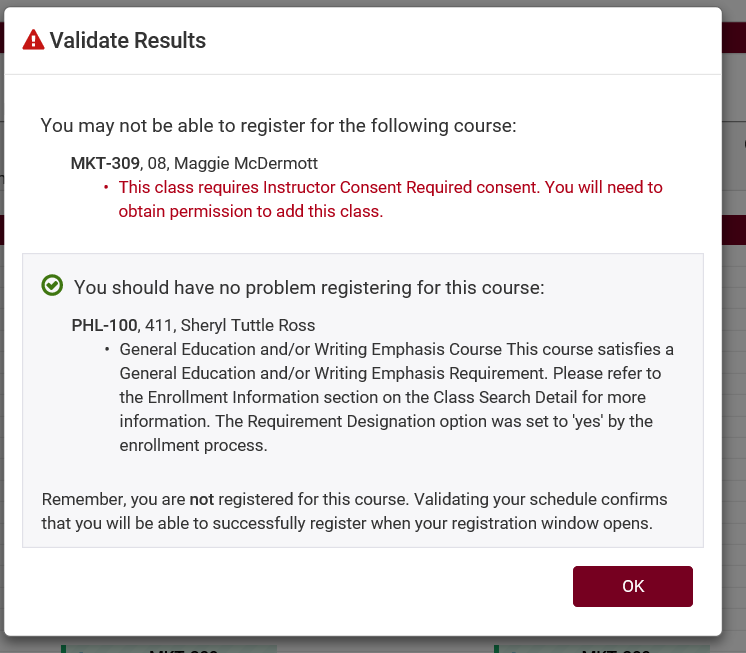 Validate Results
You may not be able to register for the following course:
MKT-309, 08, Maggie McDermott
• This class requires Instructor Consent Required consent. You will need to
obtain permission to add this class.
You should have no problem registering for this course:
PHL-100, 411, Sheryl Tuttle Ross
• General Education and/or Writing Emphasis Course This course satisfies a
General Education and/or Writing Emphasis Requirement. Please refer to
the Enrollment Information section on the Class Search Detail for more
information. The Requirement Designation option was set to 'yes' by the
enrollment process.
Remember, you are not registered for this course. Validating your schedule confirms
that you will be able to successfully register when your registration window opens.
OK